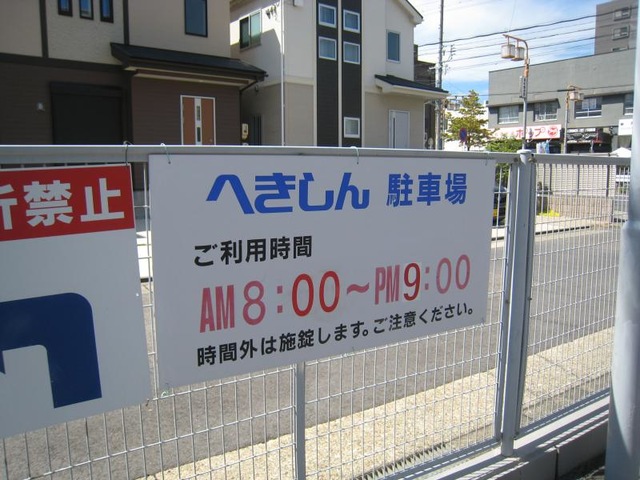 へきしん 駐車場
ご利用時間
AM8:00～PM9:00
時間外は施錠します。ご注意ください。
禁止